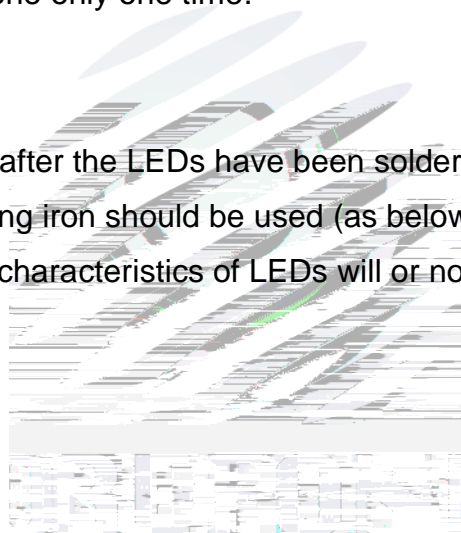 one only one time.
after the LEDs have been solder
ng iron should be used (as below
characteristics of LEDs will or no